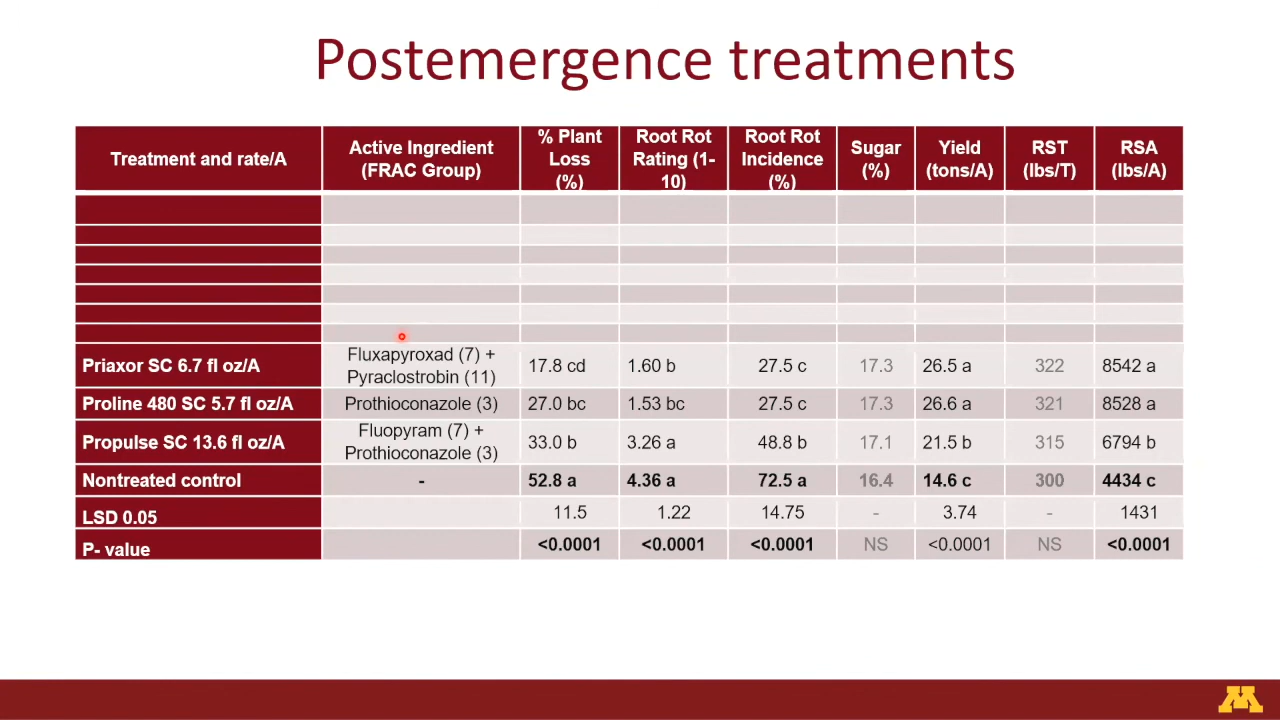 Postemergence treatments
Treatment and rate/A Active Ingredient (FRAC Group) % Plant Loss (%) Root Rot Rating (1-10) Root Rot Incidence (%) Sugar (%) Yield (tons/A) RST (lbs/T) RSA (lbs/A)
Priaxor SC 6.7 fl oz/A Fluxapyroxad (7) + Pyraclostrobin (11) 17.8 cd 1.60 b 27.5 c 17.3 26.5 a 322 8542 a
Proline 480 SC 5.7 fl oz/A Prothioconazole (3) 27.0 bc 1.53 bc 27.5 c 17.3 26.6 a 321 8528 a
Propulse SC 13.6 fl oz/A Fluopyram (7) + Prothioconazole (3) 33.0 b 3.26 a 48.8 b 17.1 21.5 b 315 6794 b
Nontreated control - 52.8 a 4.36 a 72.5 a 16.4 14.6 c 300 4434 c
LSD 0.05 11.5 1.22 14.75 - 3.74 - 1431
P- value <0.0001 <0.0001 <0.0001 NS <0.0001 NS <0.0001
M